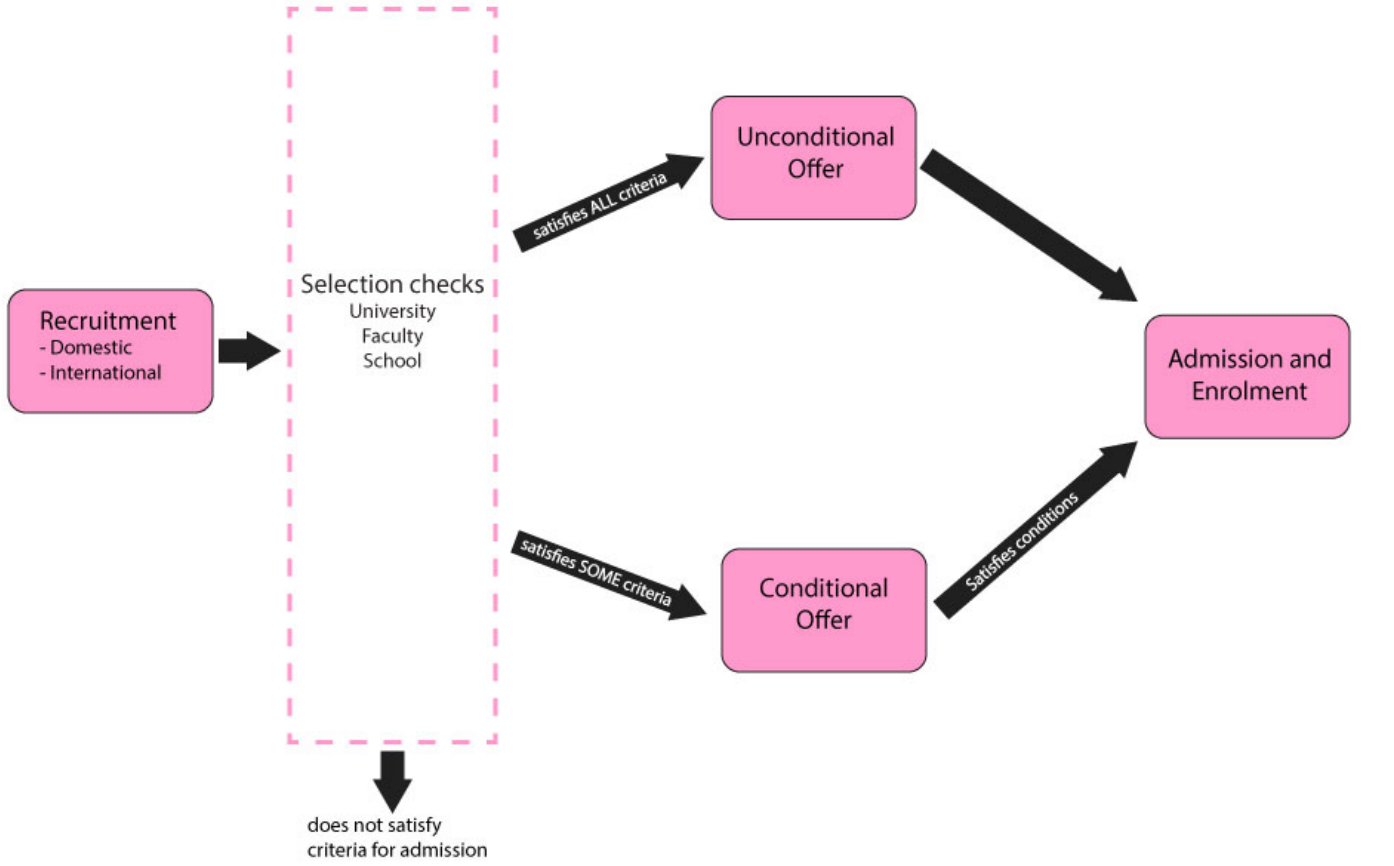 Recruitment
- Domestic
- International
Selection checks
University
Faculty
School
does not satisfy
criteria for admission
satisfies ALL criteria
Unconditional
Offer
satisfies SOME criteria
Conditional
Offer
Satisfies conditions
Admission and
Enrolment